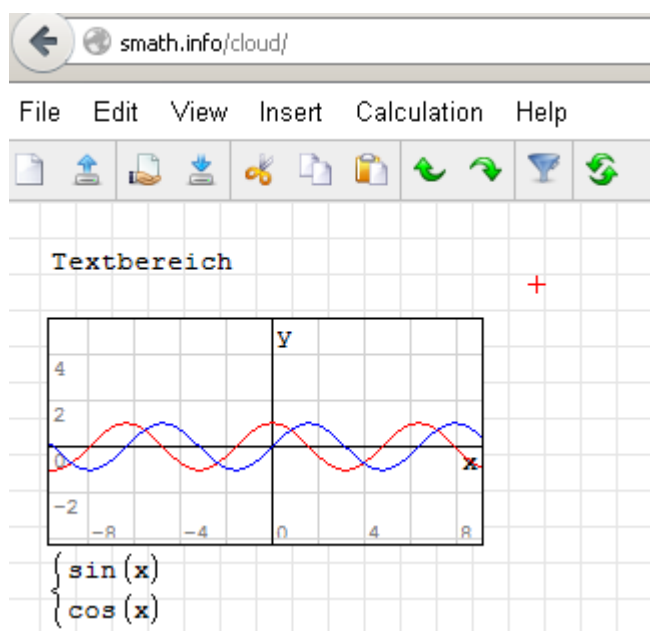 smath.info/cloud/
File Edit View Insert Calculation Help
Textbereich
y
4
2
0
x
-2
-8 -4 0 4 8
sin(x)
cos(x)